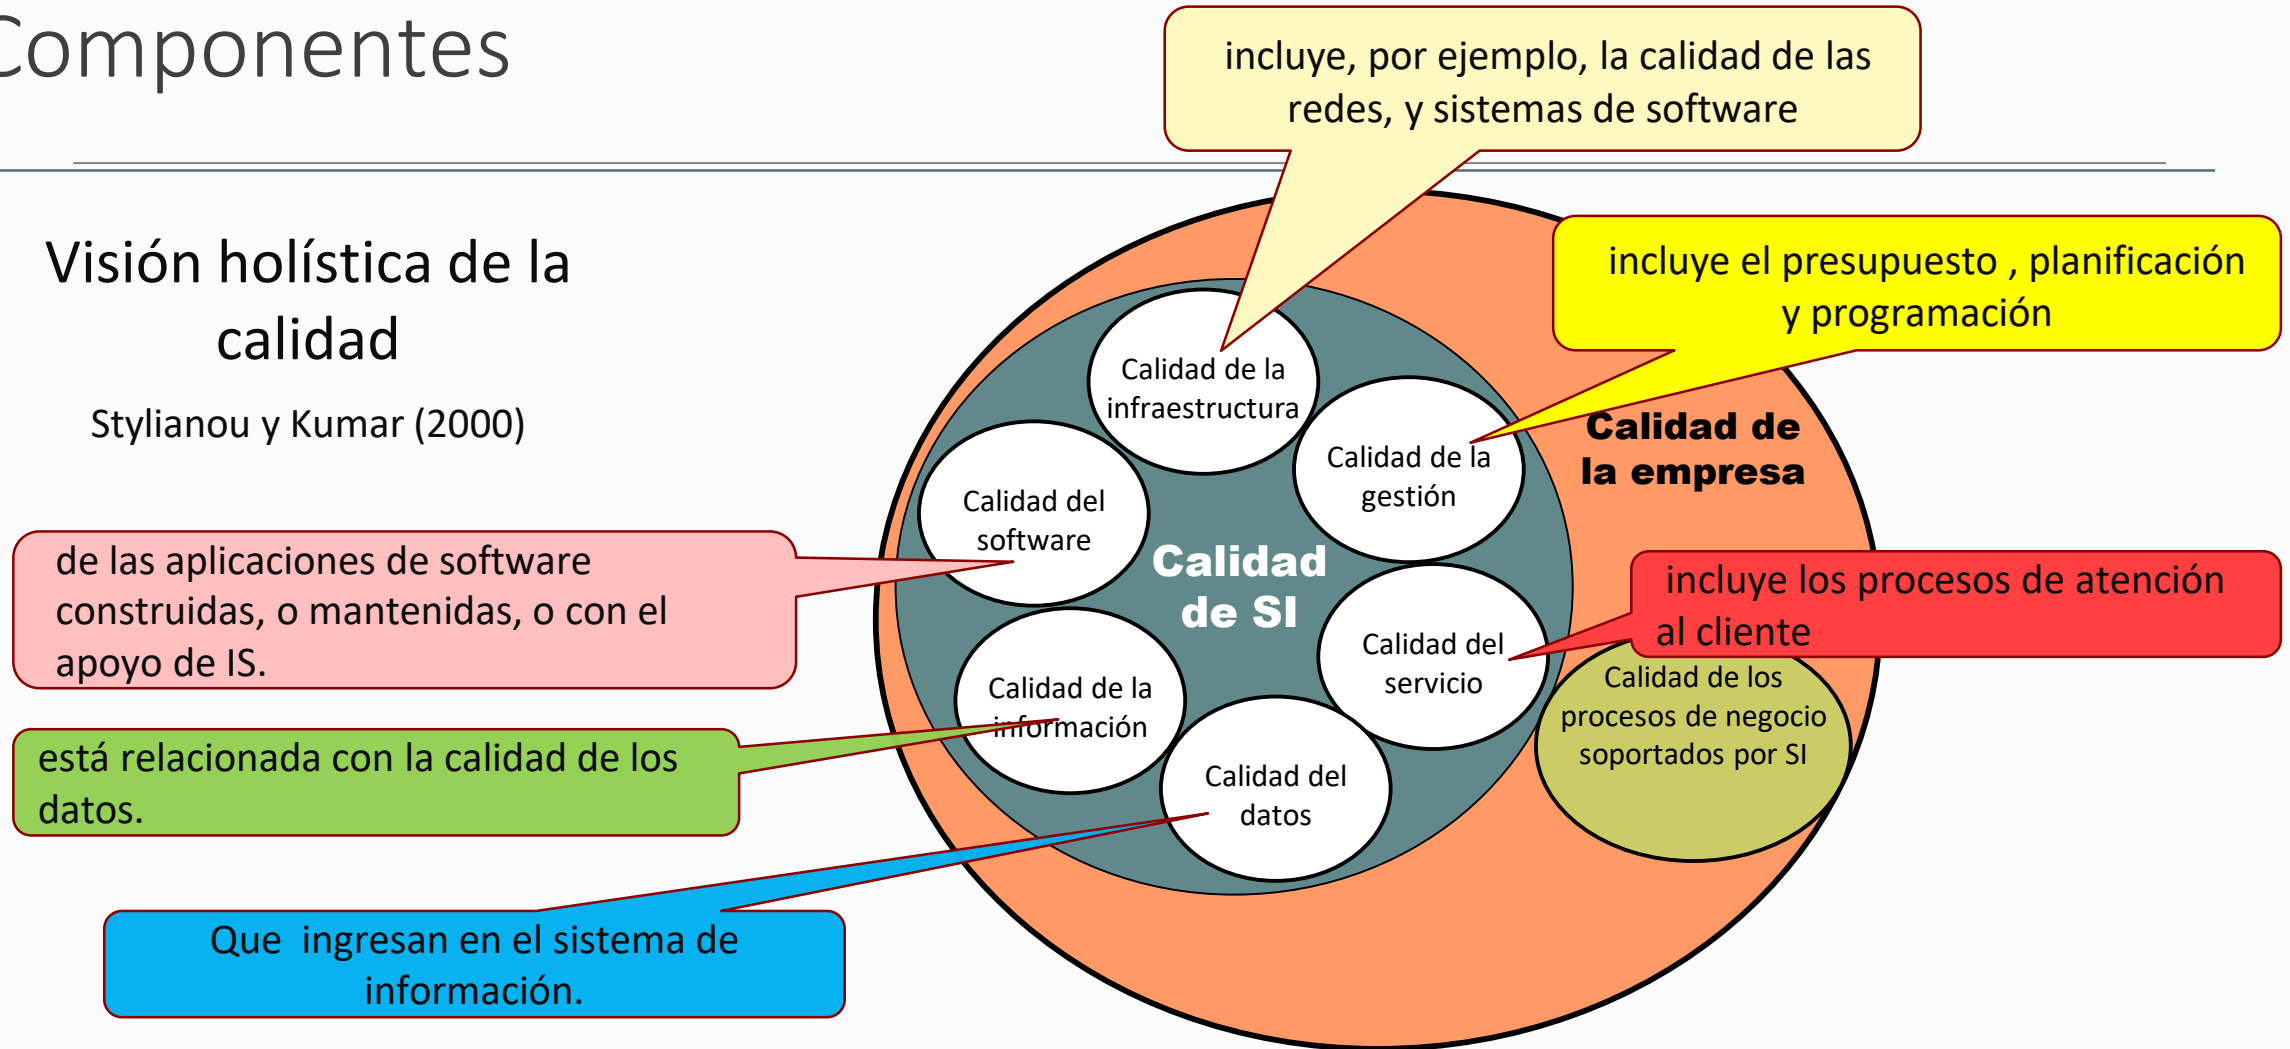 Componentes
Visión holística de la
calidad
Stylianou y Kumar (2000)
incluye, por ejemplo, la calidad de las
redes, y sistemas de software
incluye el presupuesto , planificación
y programación
Calidad de la
infraestructura
Calidad de la
gestión
Calidad de
la empresa
Calidad del
software
Calidad
de SI
de las aplicaciones de software
construidas, o mantenidas, o con el
apoyo de IS.
incluye los procesos de atención
al cliente
Calidad del
servicio
Calidad de los
procesos de negocio
soportados por SI
Calidad de la
información
está relacionada con la calidad de los
datos.
Calidad del
datos
Que ingresan en el sistema de
información.